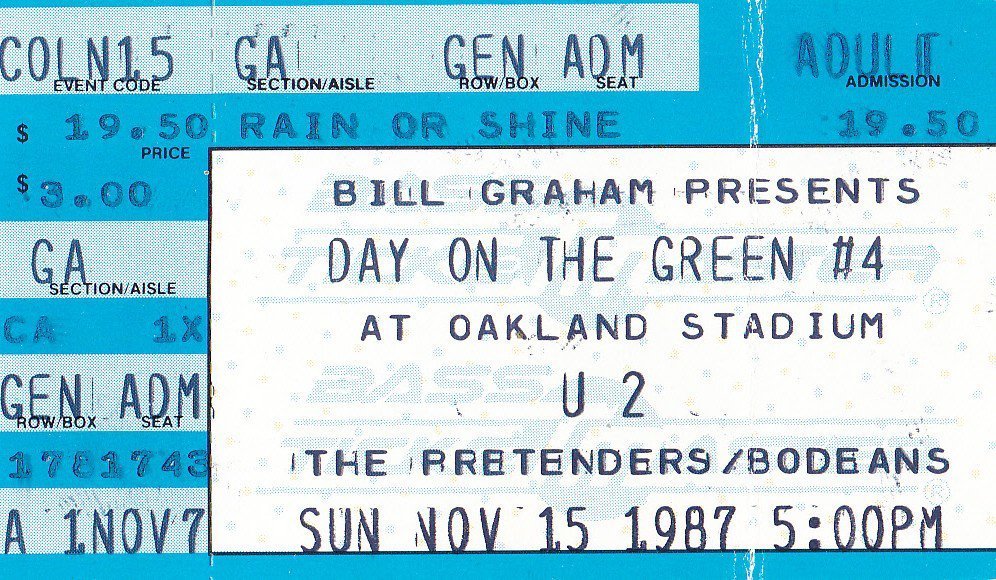 COLN15 GA GEN ADM ADULT
EVENT CODE SECTION/AISLE ROW/BOX SEAT ADMISSION
$ 19.50 RAIN OR SHINE 19.50
PRICE
$ 3.00
BILL GRAHAM PRESENTS
GA
SECTION/AISLE
DAY ON THE GREEN #4
CA 1X
AT OAKLAND STADIUM
GEN ADM
ROW/BOX SEAT
U 2
1781743
THE PRETENDERS/BODEANS
A 1NOV7
SUN NOV 15 1987 5:00PM
BASS
BASS